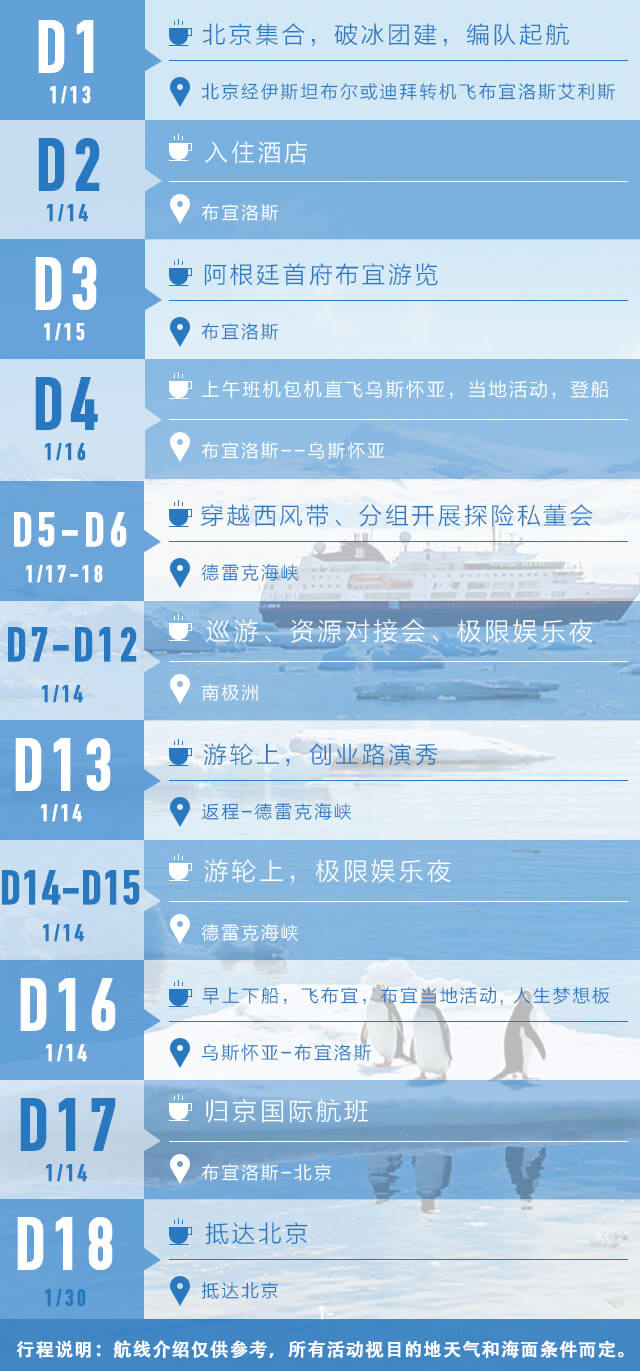 D1
1/13
北京集合，破冰团建，编队起航
北京经伊斯坦布尔或迪拜转机飞布宜洛斯艾利斯
D2
1/14
入住酒店
布宜洛斯
D3
1/15
阿根廷首府布宜游览
布宜洛斯
D4
1/16
上午班机包机直飞乌斯怀亚，当地活动，登船
布宜洛斯--乌斯怀亚
D5-D6
1/17-18
穿越西风带、分组开展探险私董会
德雷克海峡
D7-D12
1/14
巡游、资源对接会、极限娱乐夜
南极洲
D13
1/14
游轮上，创业路演秀
返程-德雷克海峡
D14-D15
1/14
游轮上，极限娱乐夜
德雷克海峡
D16
1/14
早上下船，飞布宜，布宜当地活动，人生梦想板
乌斯怀亚-布宜洛斯
D17
1/14
归京国际航班
布宜洛斯-北京
D18
1/30
抵达北京
抵达北京
1-
行程说明：航线介绍仅供参考，所有活动视目的地天气和海面条件而定。